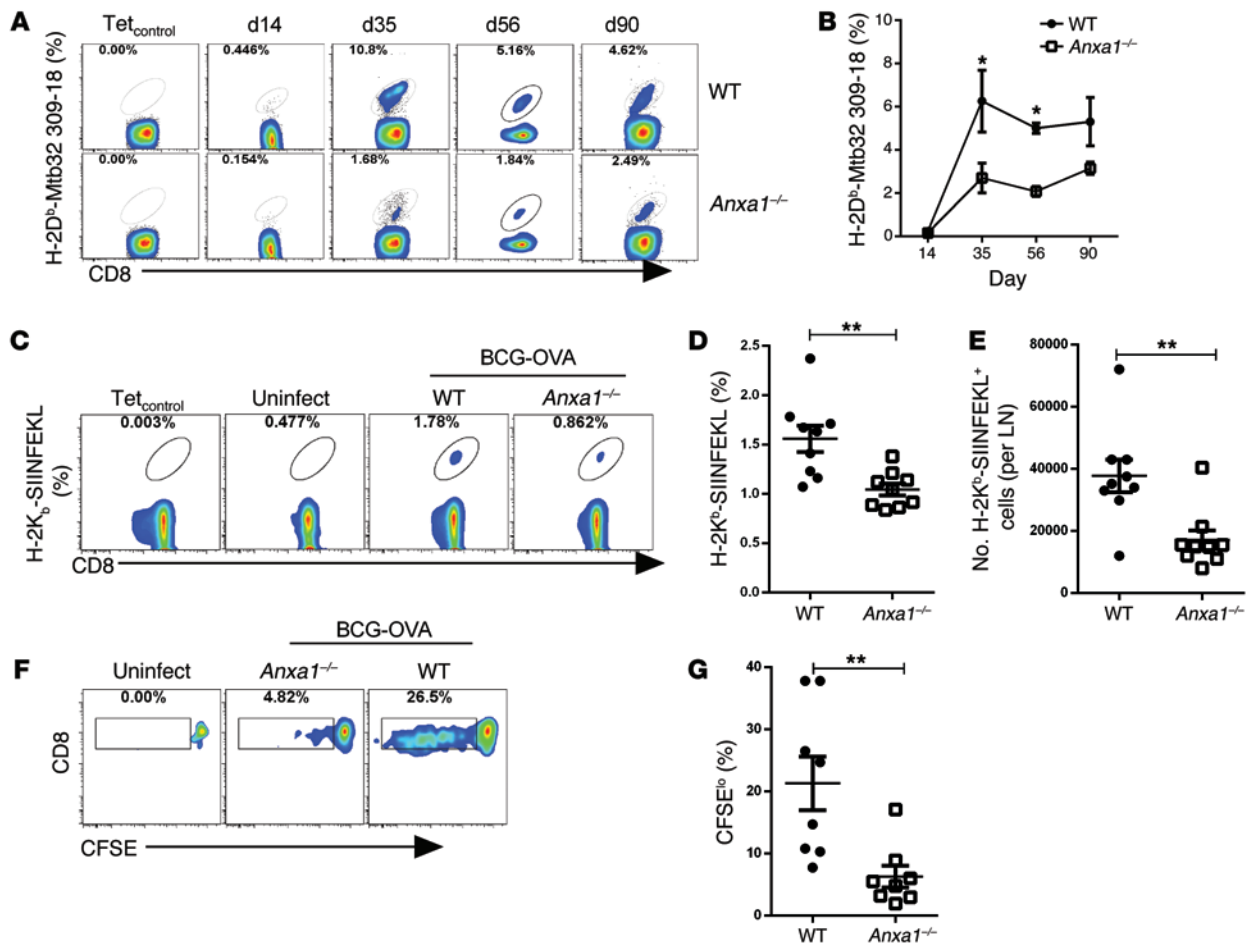 A
Tetcontrol d14 d35 d56 d90
0.00% 0.446% 10.8% 5.16% 4.62%
WT
0.00% 0.154% 1.68% 1.84% 2.49%
Anxa1–/–
H-2Dᵇ-Mtb32 309-18 (%)
CD8
B
WT
Anxa1–/–
H-2Dᵇ-Mtb32 309-18 (%)
10
8
6
4
2
0
* *
14 35 56 90
Day
C
BCG-OVA
Tetcontrol Uninfect WT Anxa1–/–
0.003% 0.477% 1.78% 0.862%
H-2Kb-SIINFEKL
(%)
CD8
D
**
H-2Kᵇ-SIINFEKL (%)
2.5
2.0
1.5
1.0
0.5
0.0
WT Anxa1–/–
E
**
No. H-2Kᵇ-SIINFEKL⁺
cells (per LN)
80000
60000
40000
20000
0
WT Anxa1–/–
F
BCG-OVA
Uninfect Anxa1–/– WT
0.00% 4.82% 26.5%
CD8
CFSE
G
**
CFSEˡᵒ (%)
40
30
20
10
0
WT Anxa1–/–